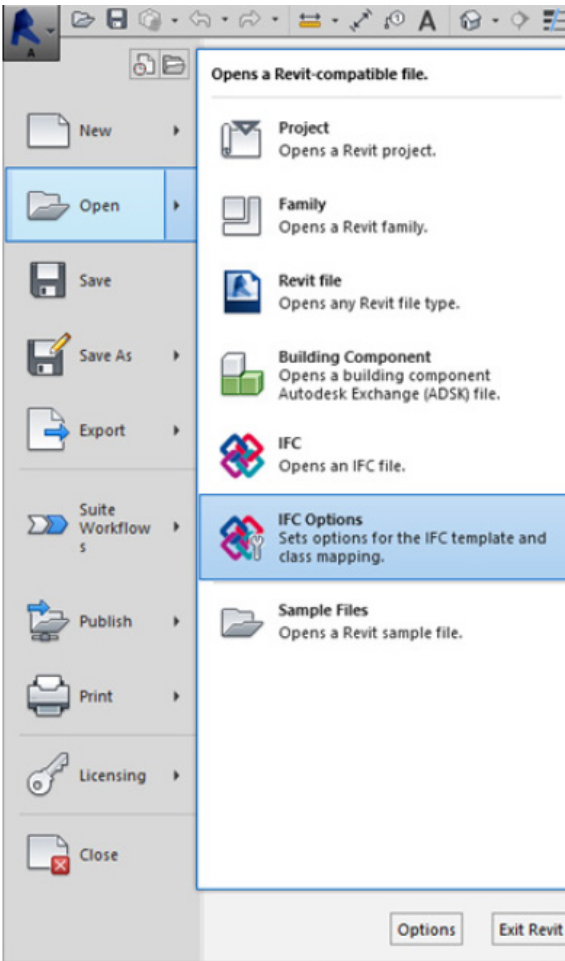 A
A
Opens a Revit-compatible file.
New
Project
Opens a Revit project.
Open
Family
Opens a Revit family.
Save
Revit file
Opens any Revit file type.
Save As
Building Component
Opens a building component
Autodesk Exchange (ADSK) file.
Export
IFC
Opens an IFC file.
Suite
Workflow
s
IFC Options
Sets options for the IFC template and
class mapping.
Publish
Sample Files
Opens a Revit sample file.
Print
Licensing
Close
Options
Exit Revit